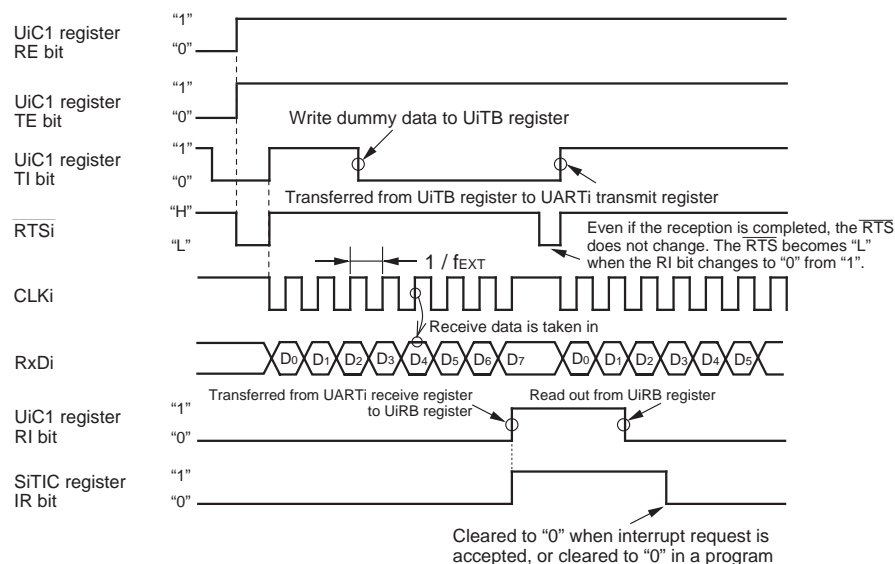 UiC1 register
RE bit
“1”
“0”
UiC1 register
TE bit
“1”
“0”
Write dummy data to UiTB register
UiC1 register
TI bit
“1”
“0”
Transferred from UiTB register to UARTi transmit register
RTSi
“H”
“L”
Even if the reception is completed, the RTS
does not change. The RTS becomes “L”
when the RI bit changes to “0” from “1”.
1 / fEXT
CLKi
Receive data is taken in
RxDi
D0 D1 D2 D3 D4 D5 D6 D7 D0 D1 D2 D3 D4 D5
Transferred from UARTi receive register
to UiRB register
Read out from UiRB register
UiC1 register
RI bit
“1”
“0”
SiTIC register
IR bit
“1”
“0”
Cleared to “0” when interrupt request is
accepted, or cleared to “0” in a program